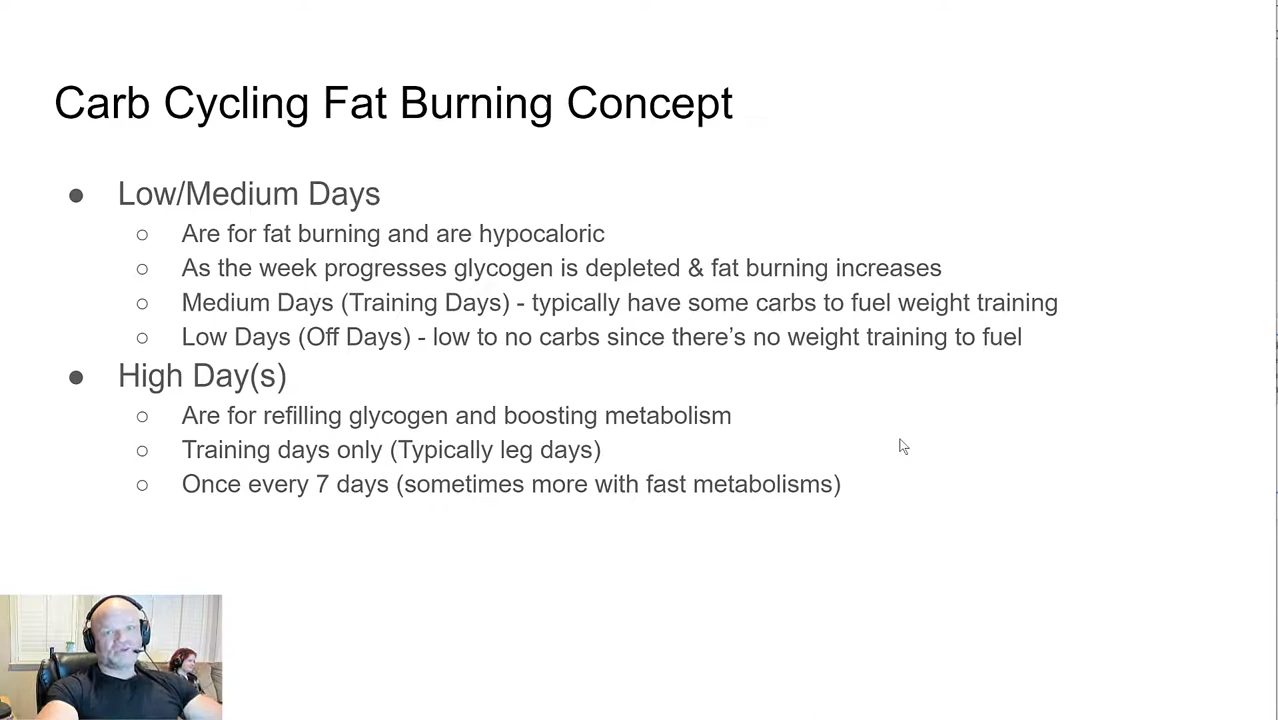 Carb Cycling Fat Burning Concept
● Low/Medium Days
○ Are for fat burning and are hypocaloric
○ As the week progresses glycogen is depleted & fat burning increases
○ Medium Days (Training Days) - typically have some carbs to fuel weight training
○ Low Days (Off Days) - low to no carbs since there’s no weight training to fuel
● High Day(s)
○ Are for refilling glycogen and boosting metabolism
○ Training days only (Typically leg days)
○ Once every 7 days (sometimes more with fast metabolisms)